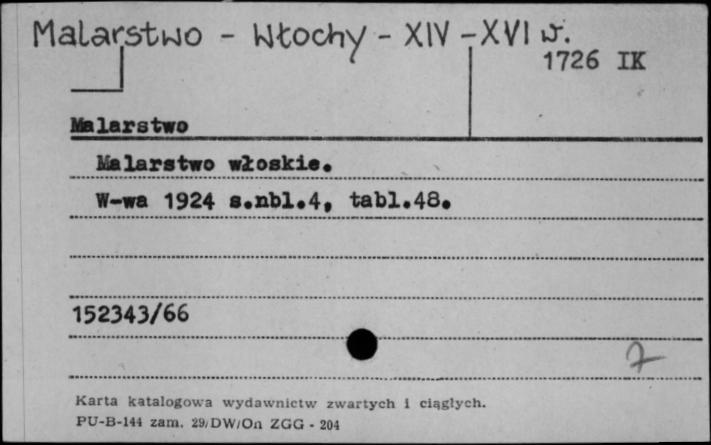 Malarstwo - Włochy - XIV - XVI w.
1726 IK
Malarstwo
Malarstwo włoskie.
W-wa 1924 s.nbl.4, tabl.48.
152343/66
7
Karta katalogowa wydawnictw zwartych i ciągłych.
PU-B-144 zam. 29/DW/On ZGG - 204